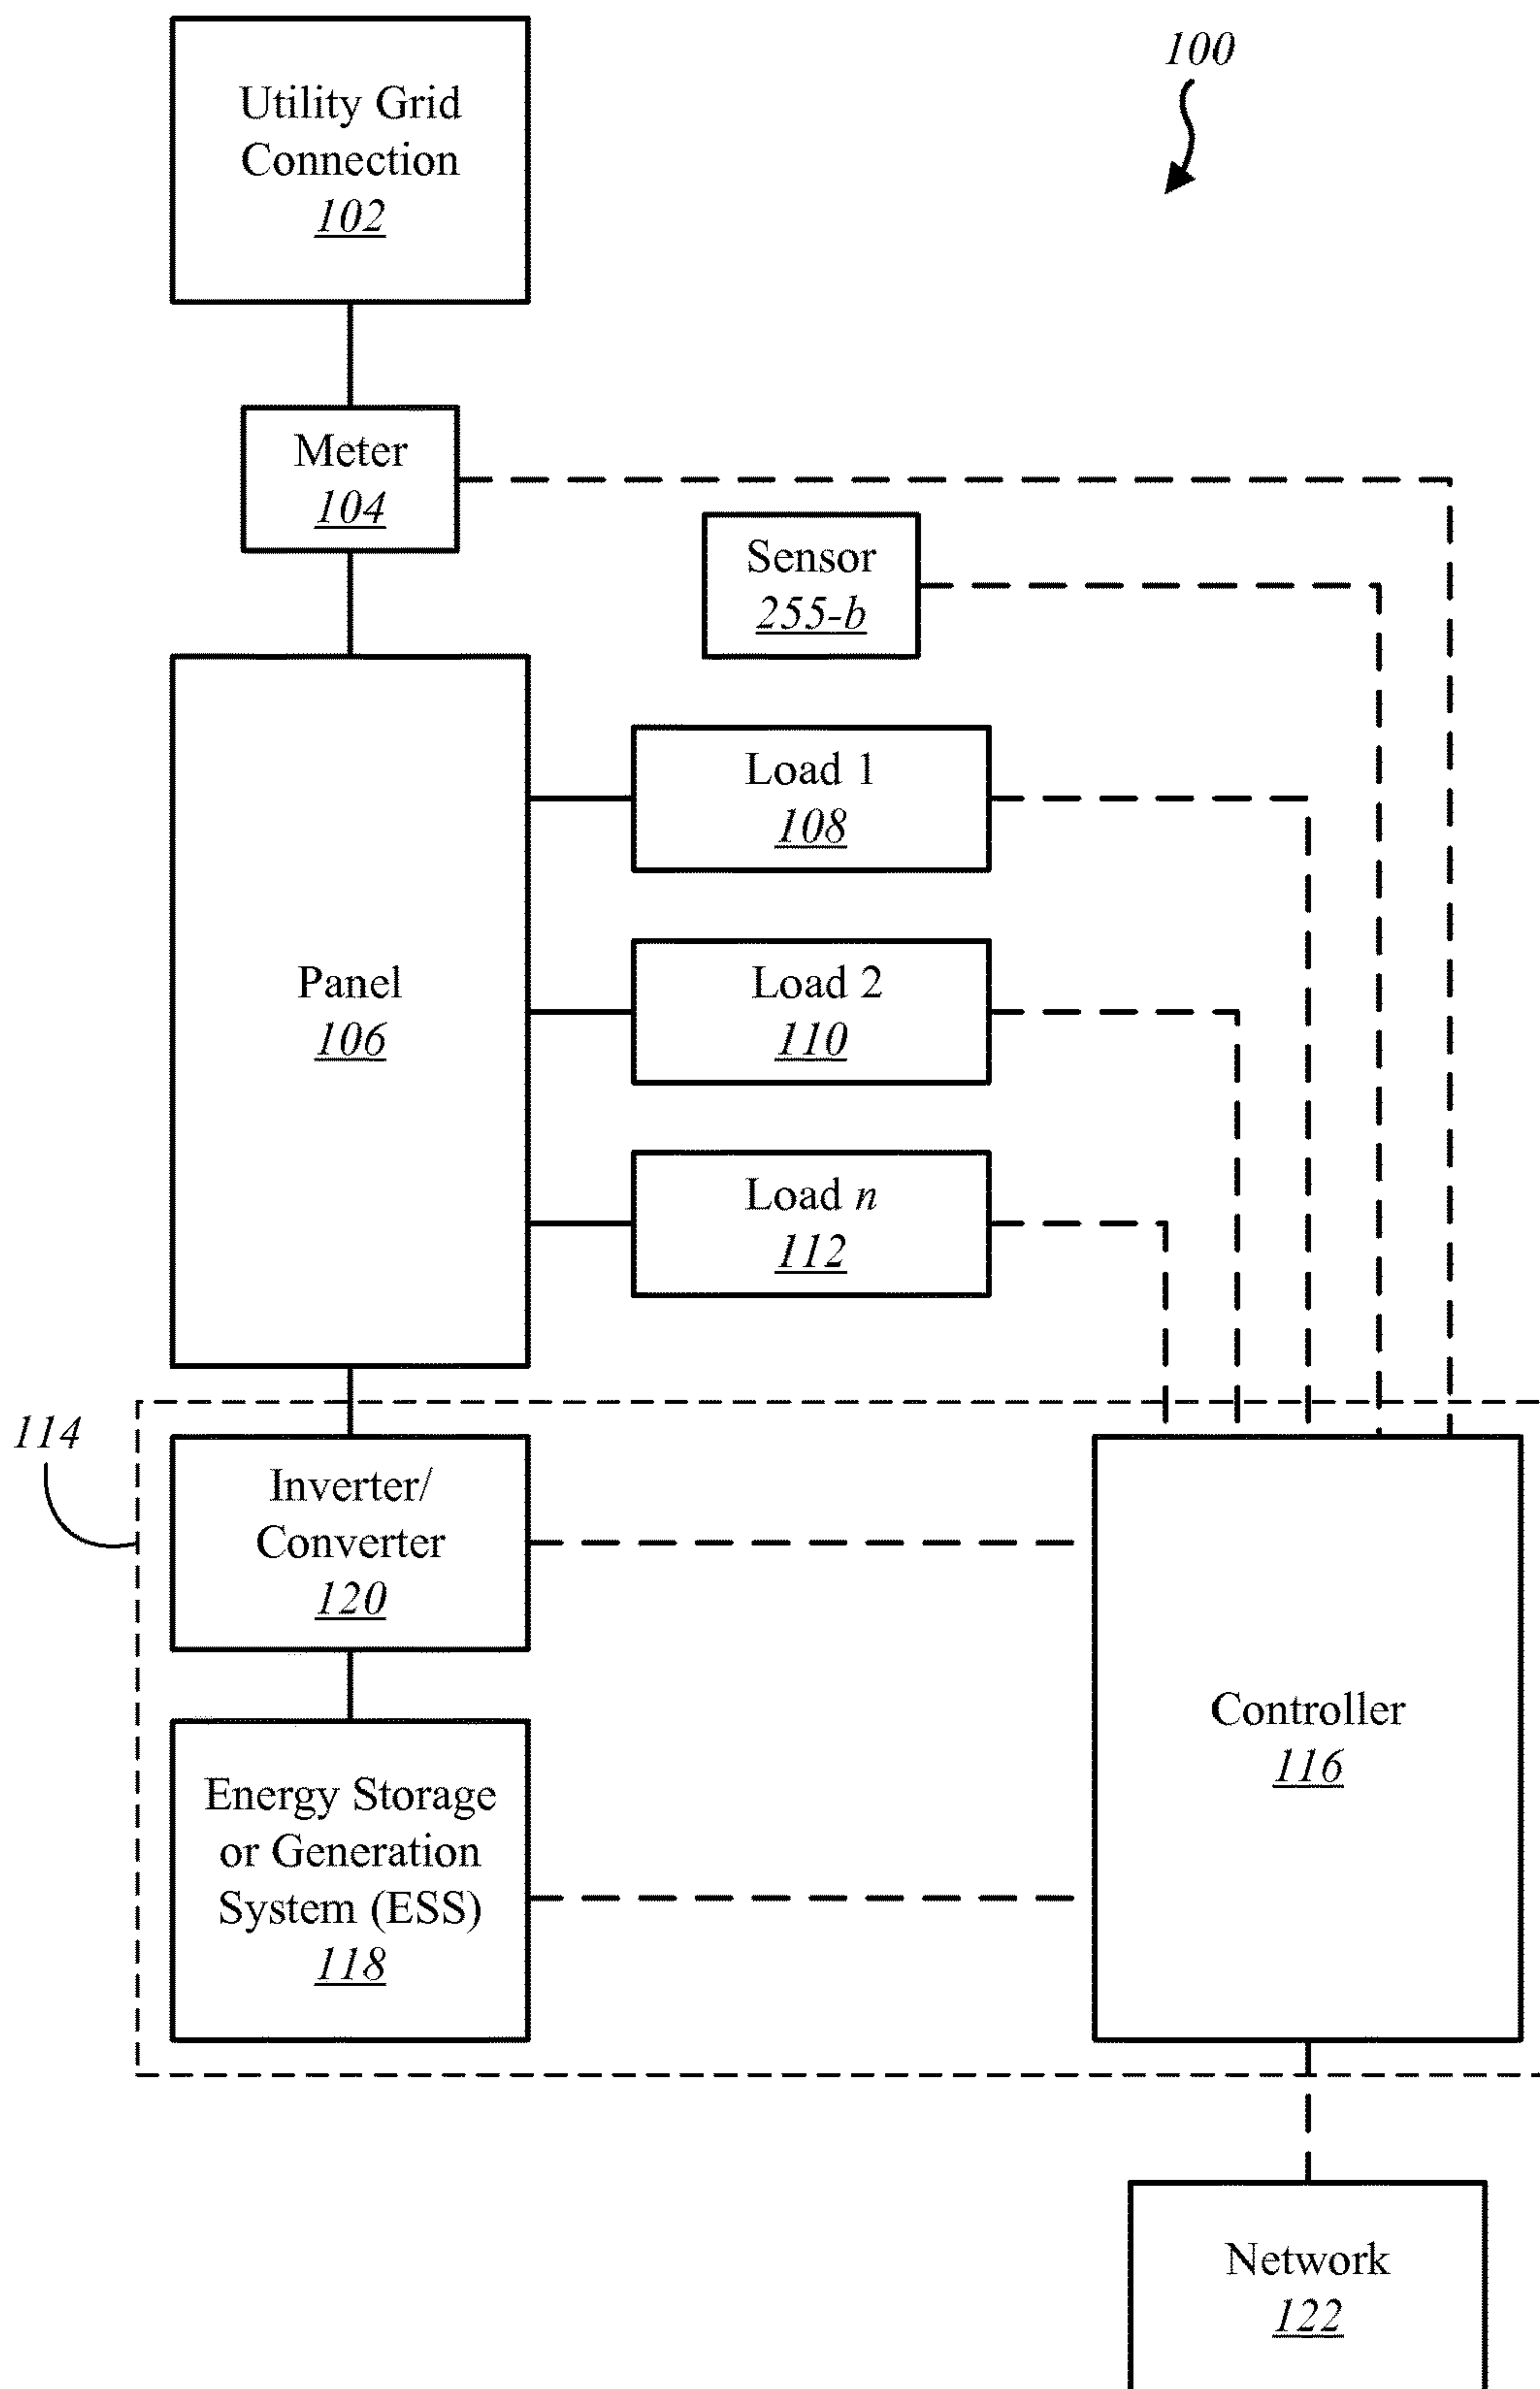 100
Utility Grid
Connection
102
Meter
104
Sensor
255-b
Load 1
108
Panel
106
Load 2
110
Load n
112
114
Inverter/
Converter
120
Controller
116
Energy Storage
or Generation
System (ESS)
118
Network
122